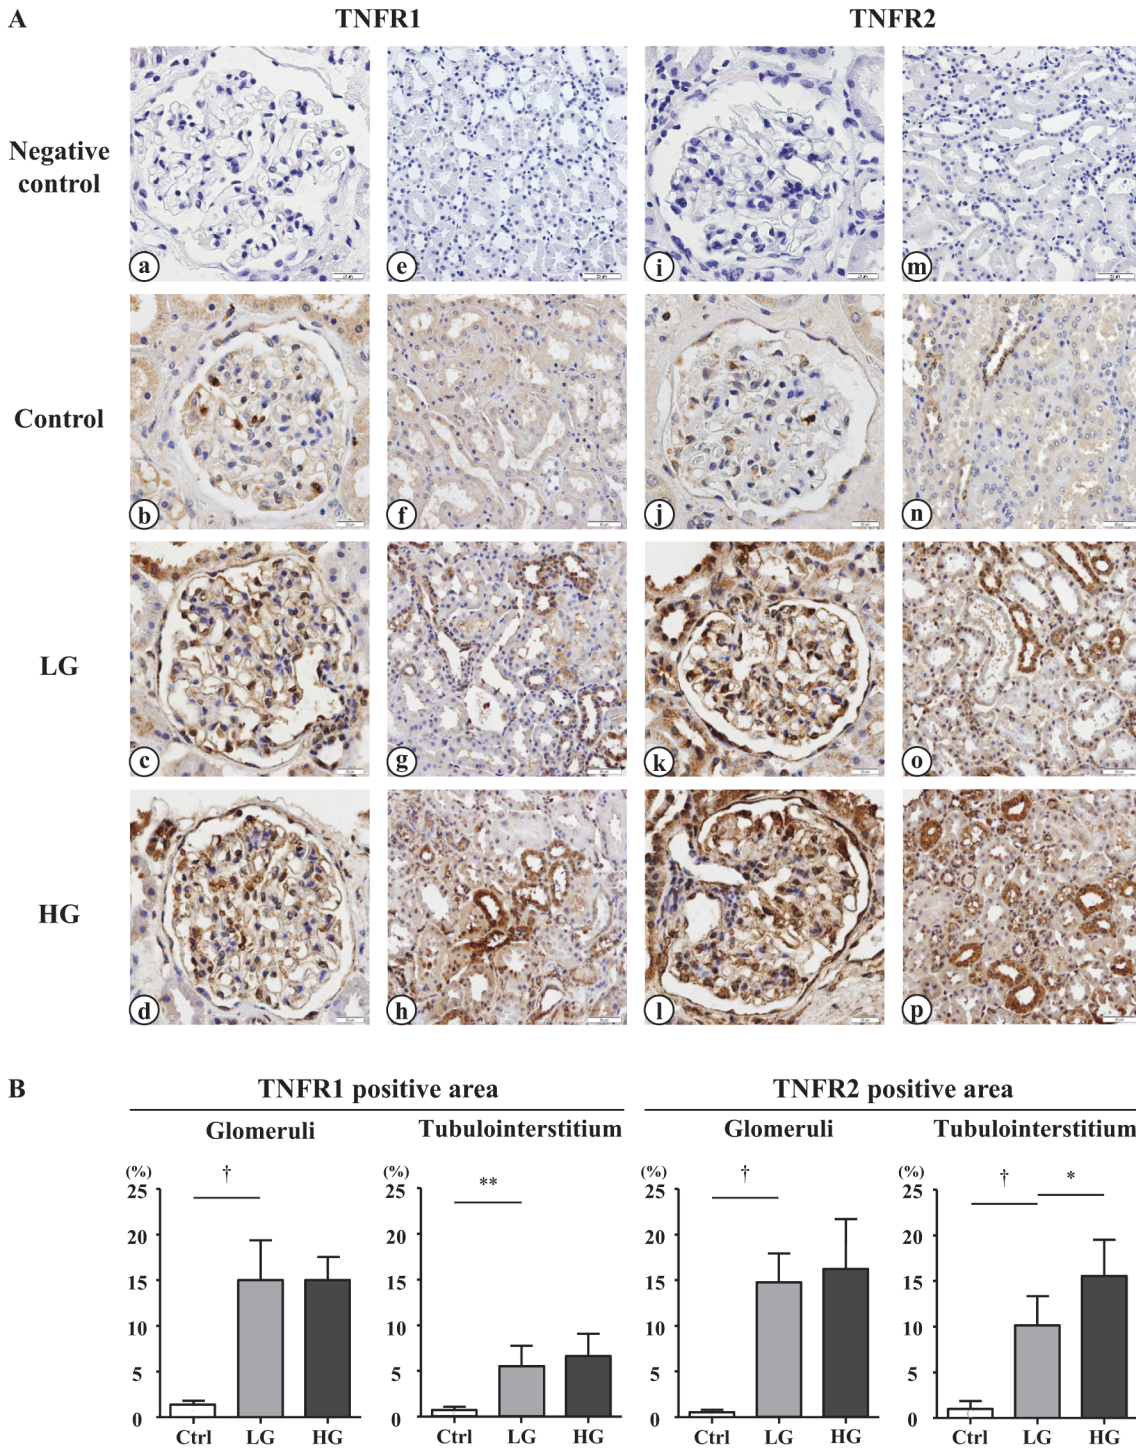 A
TNFR1
TNFR2
Negative
control
a
e
i
m
Control
b
f
j
n
LG
c
g
k
o
HG
d
h
l
p
B
TNFR1 positive area
TNFR2 positive area
Glomeruli
Tubulointerstitium
Glomeruli
Tubulointerstitium
(%)
†
25
20
15
10
5
0
Ctrl
LG
HG
(%)
**
25
20
15
10
5
0
Ctrl
LG
HG
(%)
†
25
20
15
10
5
0
Ctrl
LG
HG
(%)
†
*
25
20
15
10
5
0
Ctrl
LG
HG